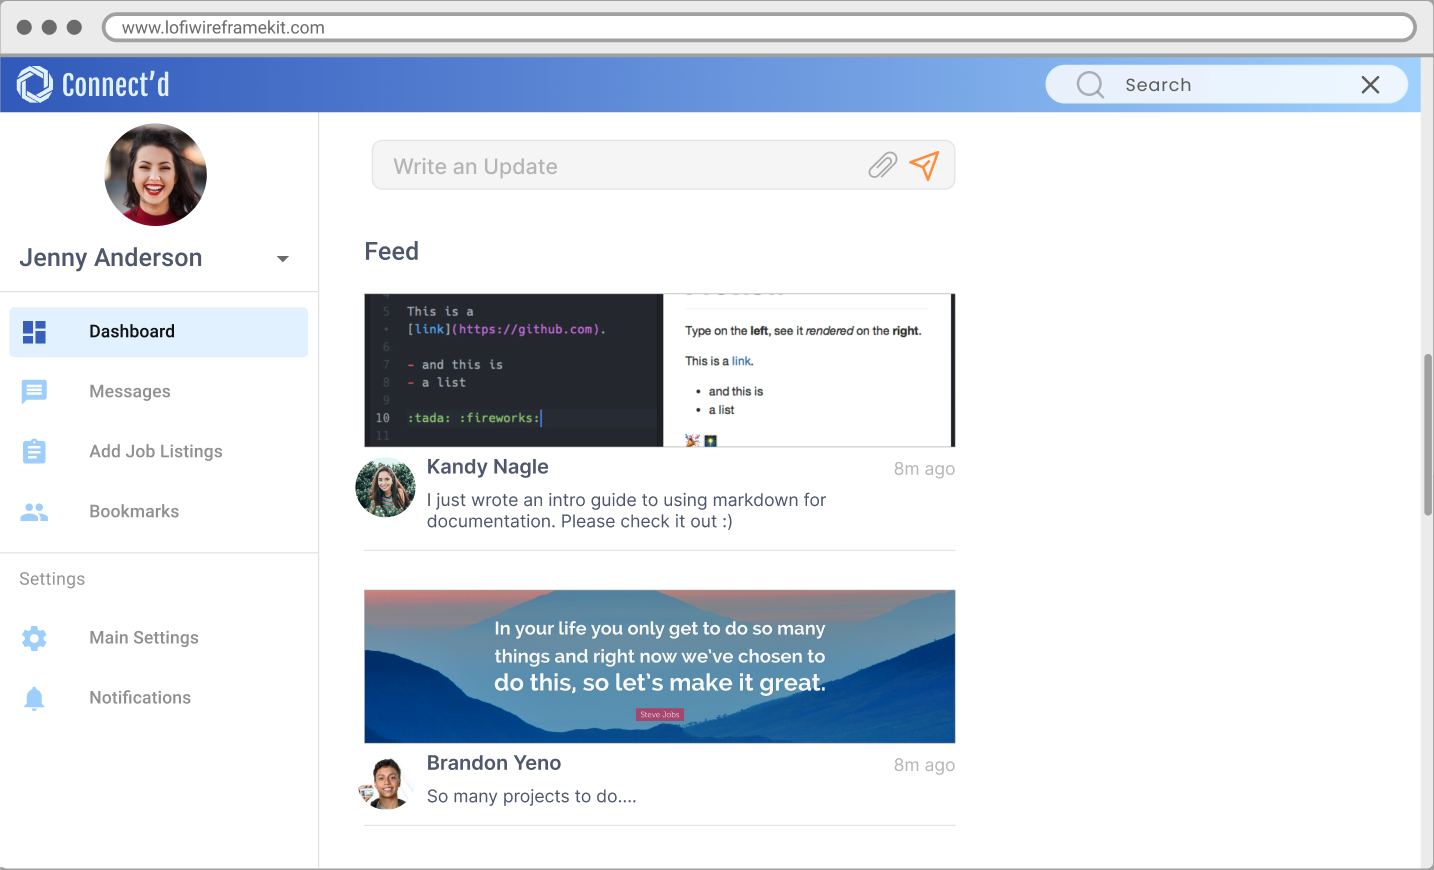 www.lofiwireframekit.com
Connect'd
Search
Jenny Anderson
Dashboard
Messages
Add Job Listings
Bookmarks
Settings
Main Settings
Notifications
Write an Update
Feed
5 This is a
[link](https://github.com).
6
7 - and this is
8 - a list
9
10 :tada: :fireworks:
11
Type on the left, see it rendered on the right.
This is a link.
• and this is
• a list
Kandy Nagle
8m ago
I just wrote an intro guide to using markdown for
documentation. Please check it out :)
In your life you only get to do so many
things and right now we've chosen to
do this, so let's make it great.
Steve Jobs
Brandon Yeno
8m ago
So many projects to do....